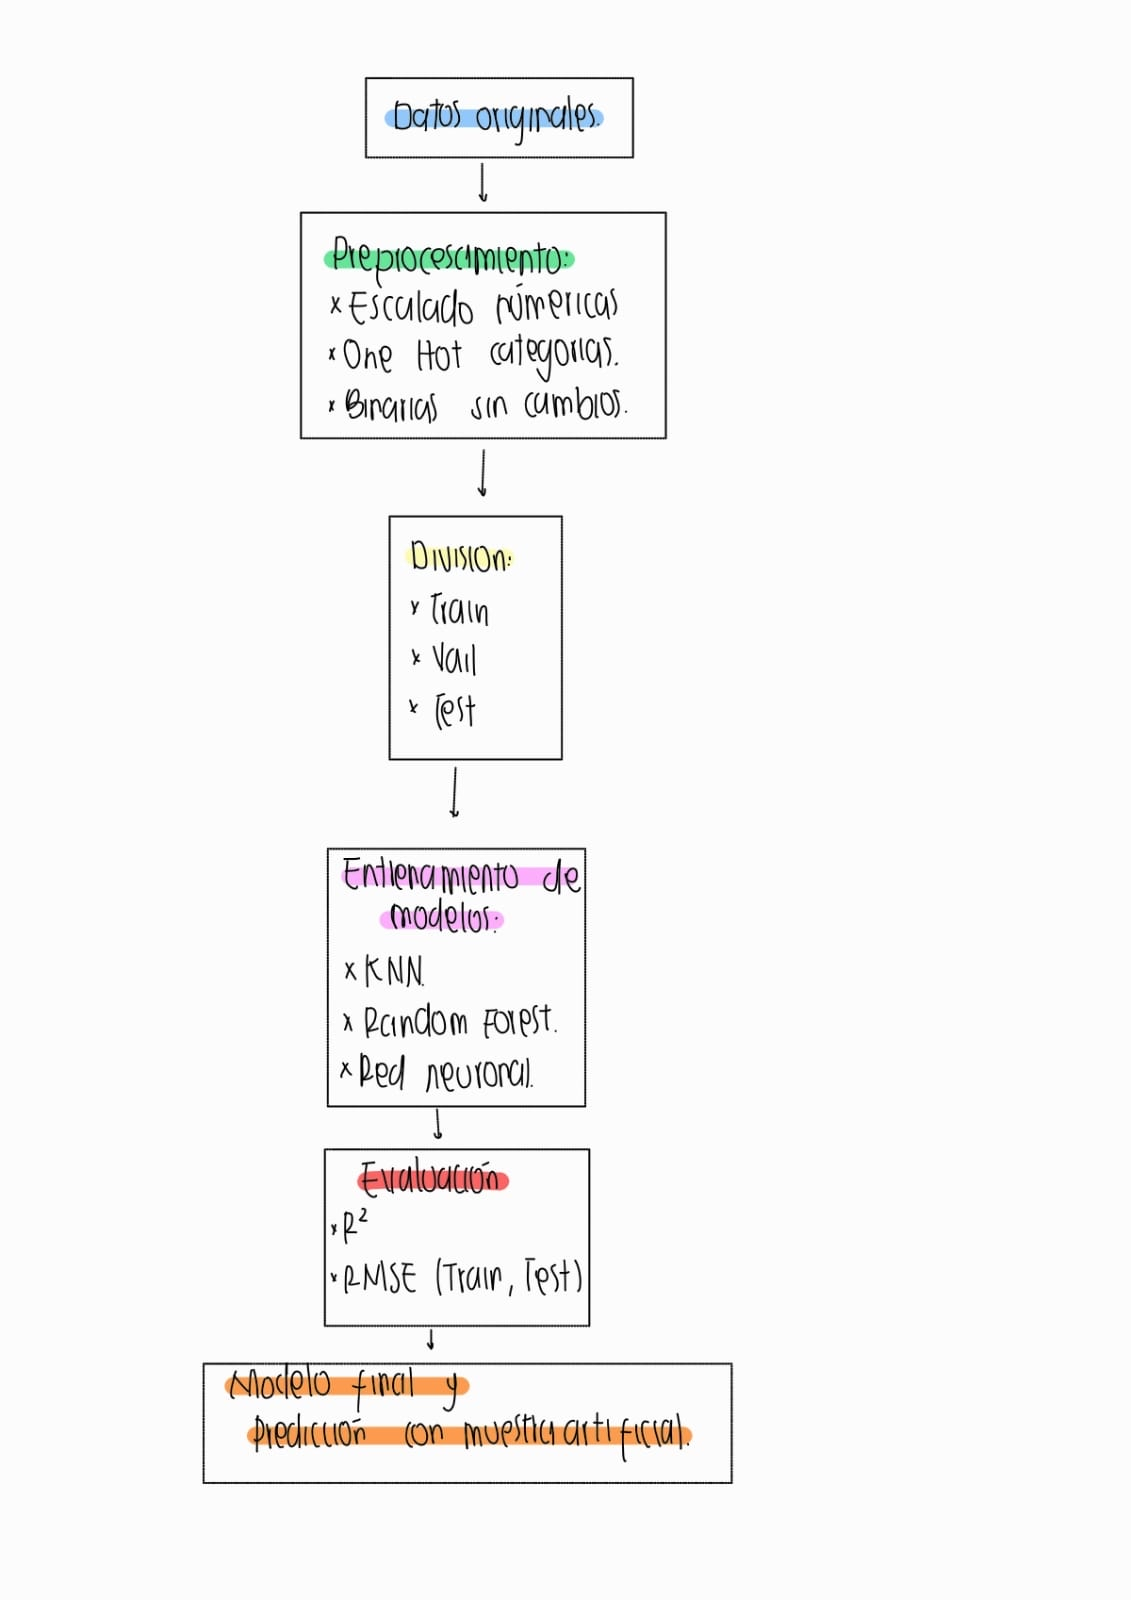 Datos originales.
Preprocesamiento:
x Escalado númericas
x One Hot categorias.
x Binarias sin cambios.
Division:
x Train
x Vail
x Test
Entrenamiento de
modelos:
x KNN.
x Random Forest.
x Red neuronal.
Evaluación
x R²
x RMSE (Train, Test)
Modelo final y
Predicción con muestra artificial.